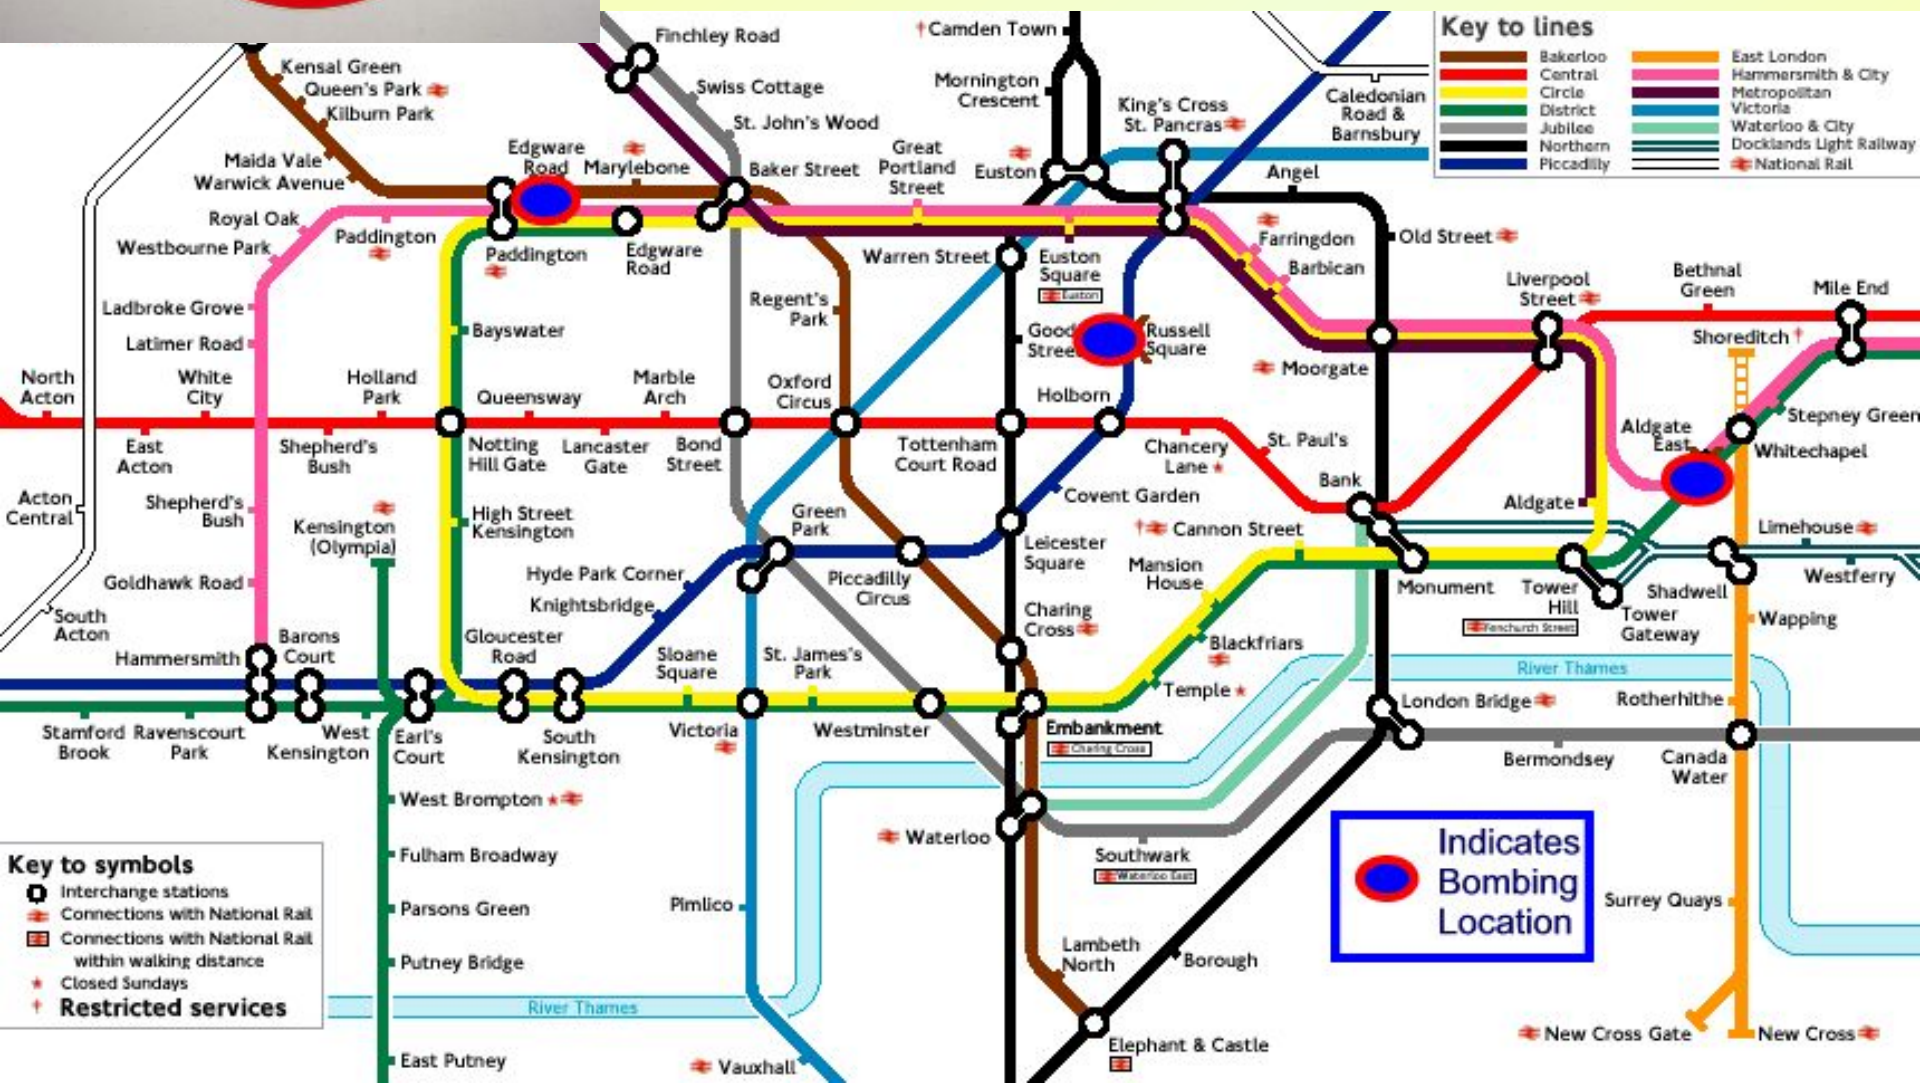 Finchley Road
†Camden Town
Key to lines
Bakerloo
Central
Circle
District
Jubilee
Northern
Piccadilly
East London
Hammersmith & City
Metropolitan
Victoria
Waterloo & City
Docklands Light Railway
National Rail
Kensal Green
Queen's Park
Kilburn Park
Maida Vale
Warwick Avenue
Swiss Cottage
St. John's Wood
Mornington
Crescent
King's Cross
St. Pancras
Caledonian
Road &
Barnsbury
Edgware
Road
Marylebone
Baker Street
Great
Portland
Street
Euston
Angel
Royal Oak
Westbourne Park
Paddington
Paddington
Edgware
Road
Warren Street
Euston
Square
Euston
Farringdon
Barbican
Old Street
Liverpool
Street
Bethnal
Green
Mile End
Shoreditch †
Ladbroke Grove
Latimer Road
Bayswater
Regent's
Park
Russell
Square
Moorgate
North
Acton
White
City
Holland
Park
Queensway
Marble
Arch
Oxford
Circus
Holborn
Stepney Green
East
Acton
Shepherd's
Bush
Notting
Hill Gate
Lancaster
Gate
Bond
Street
Tottenham
Court Road
Chancery
Lane
St. Paul's
Aldgate
East
Whitechapel
Acton
Central
Shepherd's
Bush
Kensington
(Olympia)
High Street
Kensington
Green
Park
Covent Garden
Bank
† Cannon Street
Aldgate
Limehouse
Goldhawk Road
Hyde Park Corner
Knightsbridge
Piccadilly
Circus
Leicester
Square
Mansion
House
Monument
Tower
Hill
Fenchurch Street
Tower
Gateway
Shadwell
Westferry
South
Acton
Charing
Cross
Blackfriars
Wapping
Hammersmith
Barons
Court
Gloucester
Road
Sloane
Square
St. James's
Park
Temple
River Thames
London Bridge
Rotherhithe
Stamford
Brook
Ravenscourt
Park
West
Kensington
Earl's
Court
South
Kensington
Victoria
Westminster
Embankment
Charing Cross
Bermondsey
Canada
Water
West Brompton
Waterloo
Southwark
Waterloo East
Indicates
Bombing
Location
Fulham Broadway
Parsons Green
Putney Bridge
East Putney
Pimlico
Surrey Quays
Lambeth
North
Borough
River Thames
Elephant & Castle
Vauxhall
New Cross Gate
New Cross
Key to symbols
Interchange stations
Connections with National Rail
Connections with National Rail
within walking distance
Closed Sundays
† Restricted services